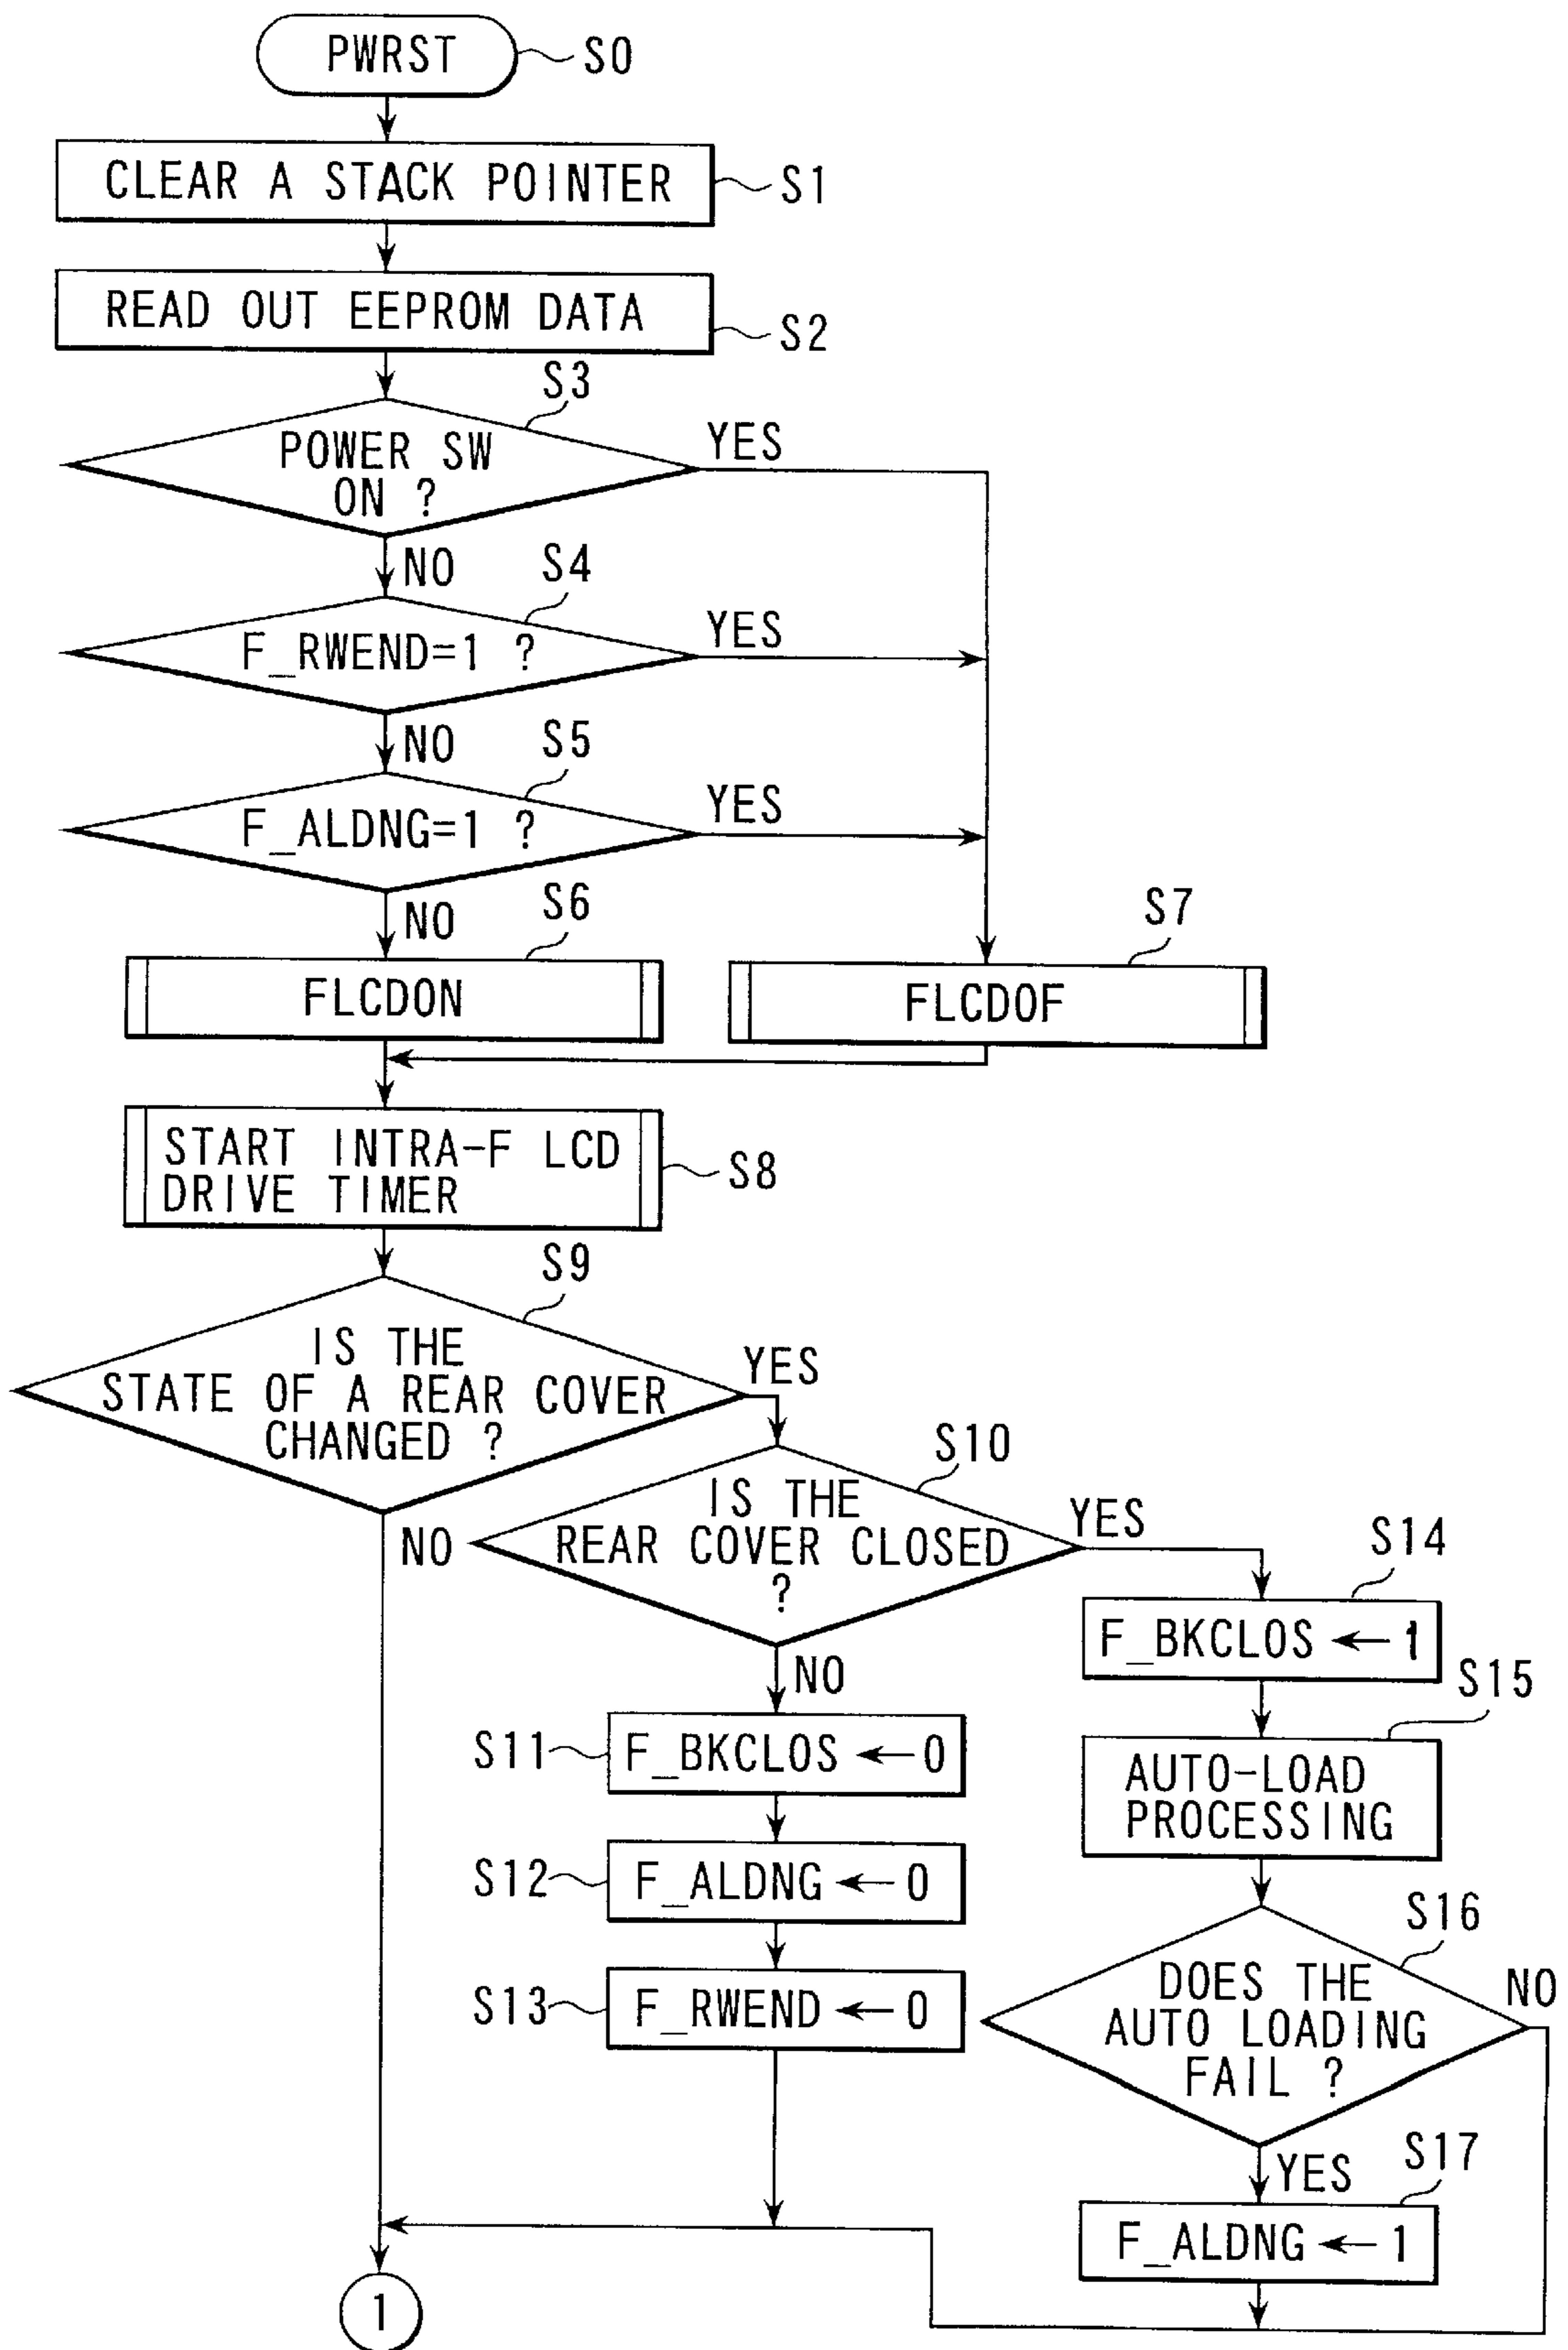 PWRST
S0
CLEAR A STACK POINTER
S1
READ OUT EEPROM DATA
S2
S3
POWER SW
ON ?
YES
NO
S4
F_RWEND=1 ?
YES
NO
S5
F_ALDNG=1 ?
YES
NO
S6
FLCDON
S7
FLCDOF
START INTRA-F LCD
DRIVE TIMER
S8
S9
IS THE
STATE OF A REAR COVER
CHANGED ?
YES
NO
S10
IS THE
REAR COVER CLOSED
?
YES
NO
S14
F_BKCLOS ← 1
S11
F_BKCLOS ← 0
S15
AUTO-LOAD
PROCESSING
S12
F_ALDNG ← 0
S13
F_RWEND ← 0
S16
DOES THE
AUTO LOADING
FAIL ?
NO
YES
S17
F_ALDNG ← 1
1